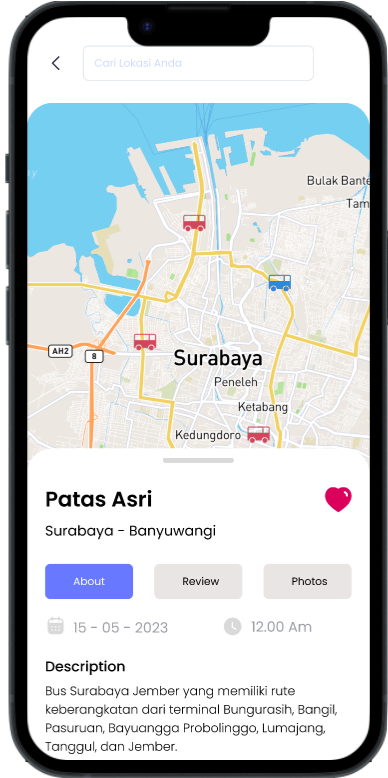 Cari Lokasi Anda
Bulak Bante
Tam
AH2
8
Surabaya
Peneleh
Ketabang
Kedungdoro
Patas Asri
Surabaya - Banyuwangi
About
Review
Photos
15 - 05 - 2023
12.00 Am
Description
Bus Surabaya Jember yang memiliki rute
keberangkatan dari terminal Bungurasih, Bangil,
Pasuruan, Bayuangga Probolinggo, Lumajang,
Tanggul, dan Jember.